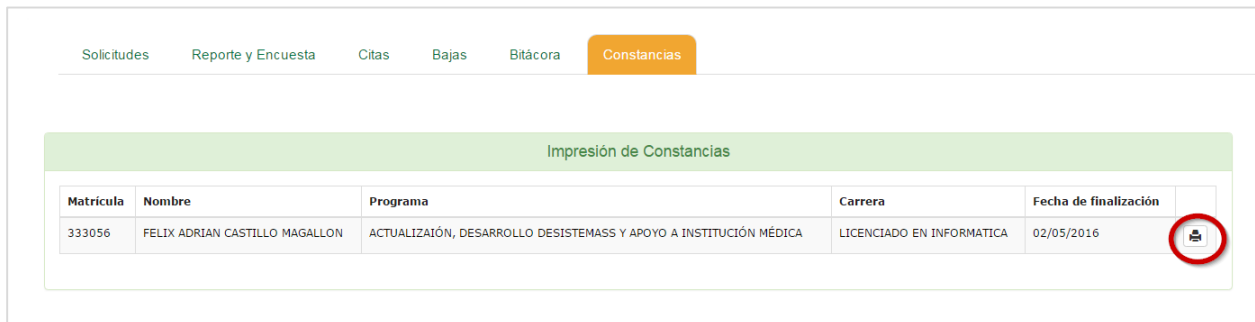 Solicitudes Reporte y Encuesta Citas Bajas Bitácora Constancias
Impresión de Constancias
Matrícula Nombre Programa Carrera Fecha de finalización
333056 FELIX ADRIAN CASTILLO MAGALLON ACTUALIZAIÓN, DESARROLLO DESISTEMASS Y APOYO A INSTITUCIÓN MÉDICA LICENCIADO EN INFORMATICA 02/05/2016